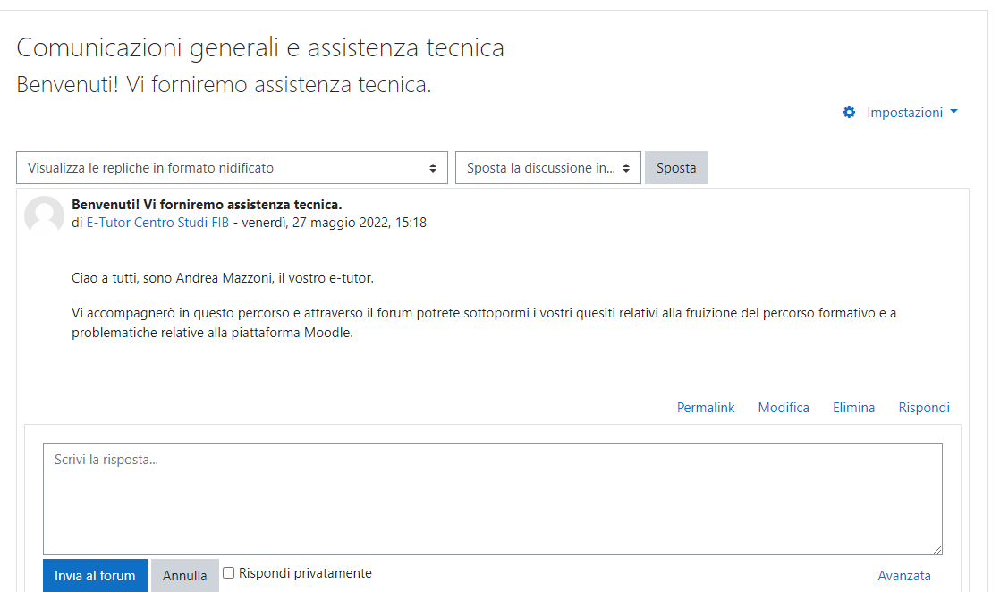 Comunicazioni generali e assistenza tecnica
Benvenuti! Vi forniremo assistenza tecnica.
Impostazioni
Visualizza le repliche in formato nidificato
Sposta la discussione in...
Sposta
Benvenuti! Vi forniremo assistenza tecnica.
di E-Tutor Centro Studi FIB - venerdì, 27 maggio 2022, 15:18
Ciao a tutti, sono Andrea Mazzoni, il vostro e-tutor.
Vi accompagnerò in questo percorso e attraverso il forum potrete sottopormi i vostri quesiti relativi alla fruizione del percorso formativo e a
problematiche relative alla piattaforma Moodle.
Permalink Modifica Elimina Rispondi
Scrivi la risposta...
Invia al forum Annulla Rispondi privatamente Avanzata